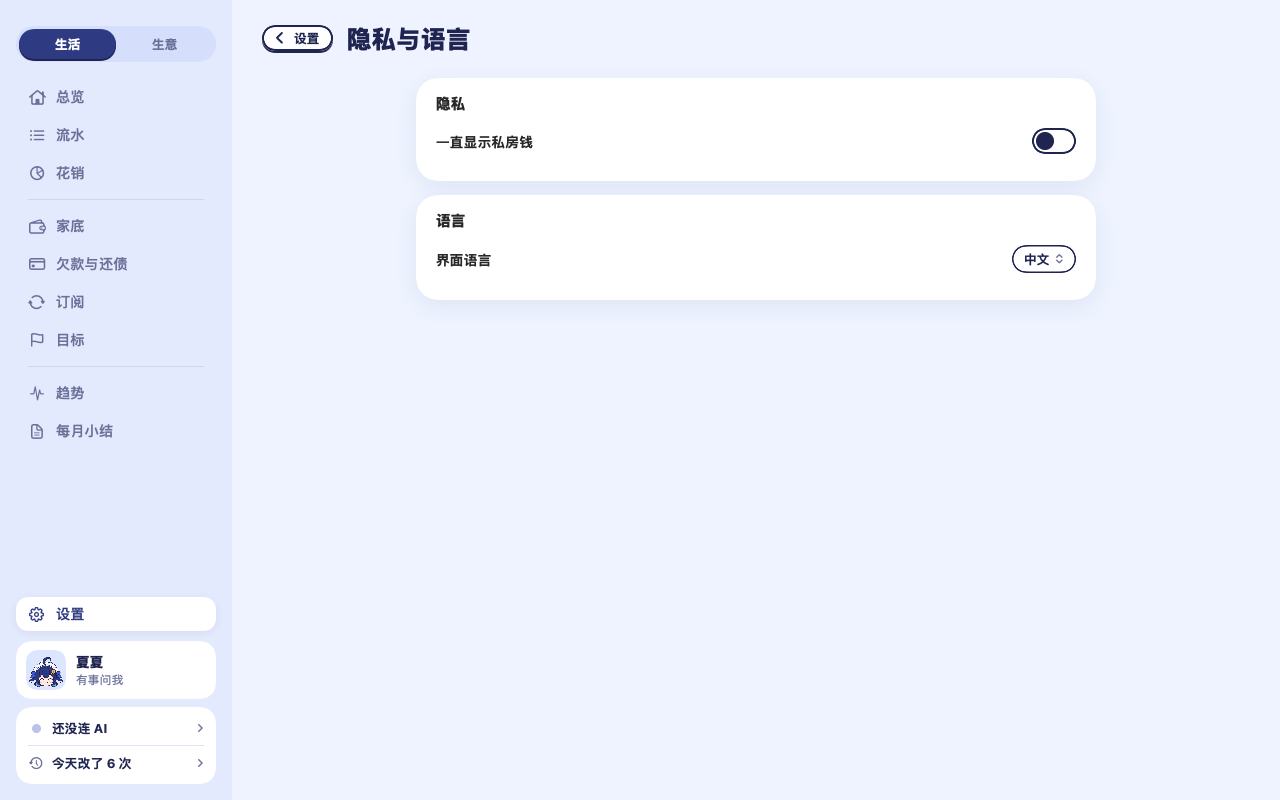 生活
生意
总览
流水
花销
家底
欠款与还债
订阅
目标
趋势
每月小结
设置
夏夏
有事问我
还没连 AI
今天改了 6 次
设置
隐私与语言
隐私
一直显示私房钱
语言
界面语言
中文